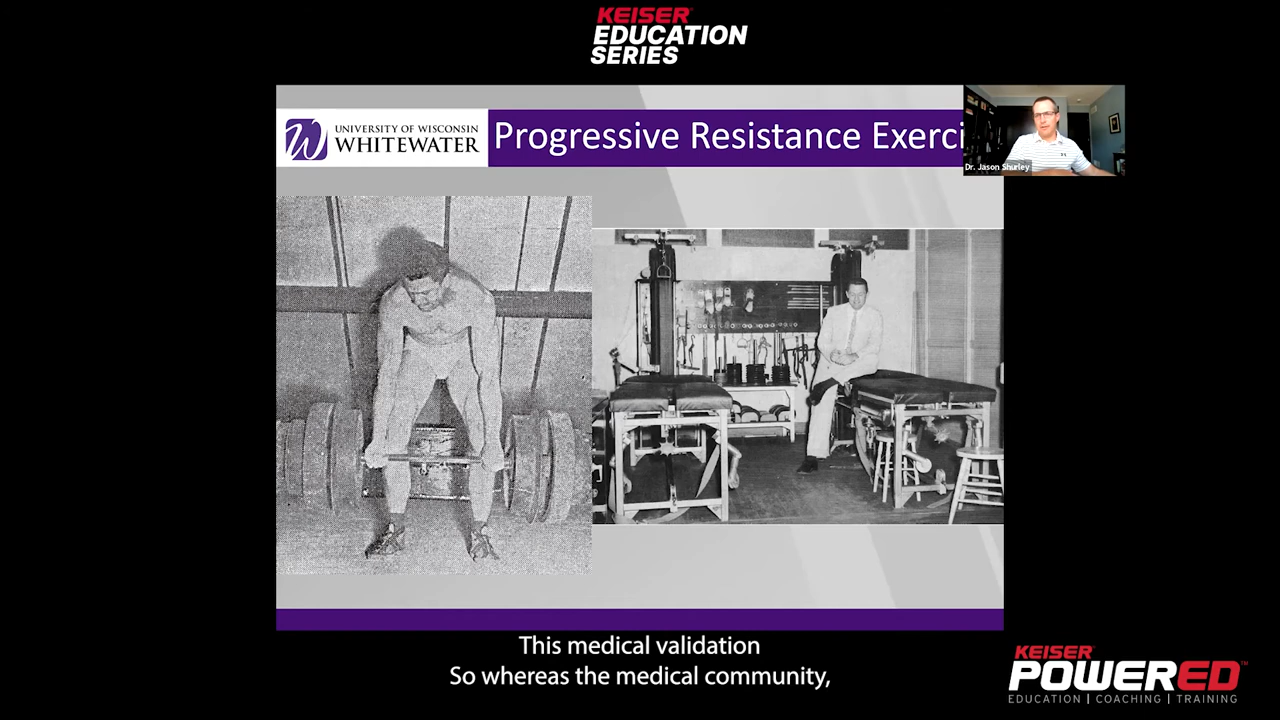 KEISER
EDUCATION
SERIES
UNIVERSITY OF WISCONSIN
WHITEWATER
Progressive Resistance Exerci
Dr. Jason Shurley
This medical validation
So whereas the medical community,
KEISER
POWERED™
EDUCATION | COACHING | TRAINING